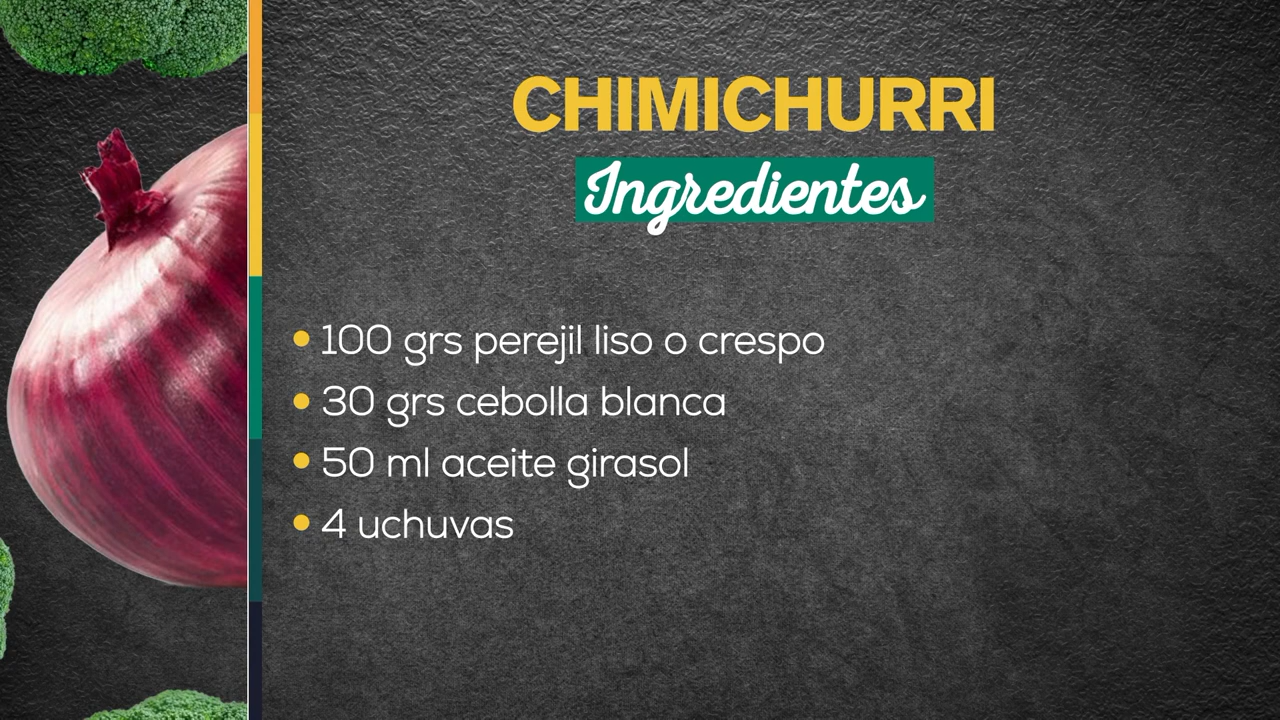 CHIMICHURRI
Ingredientes
• 100 grs perejil liso o crespo
• 30 grs cebolla blanca
• 50 ml aceite girasol
• 4 uchuvas